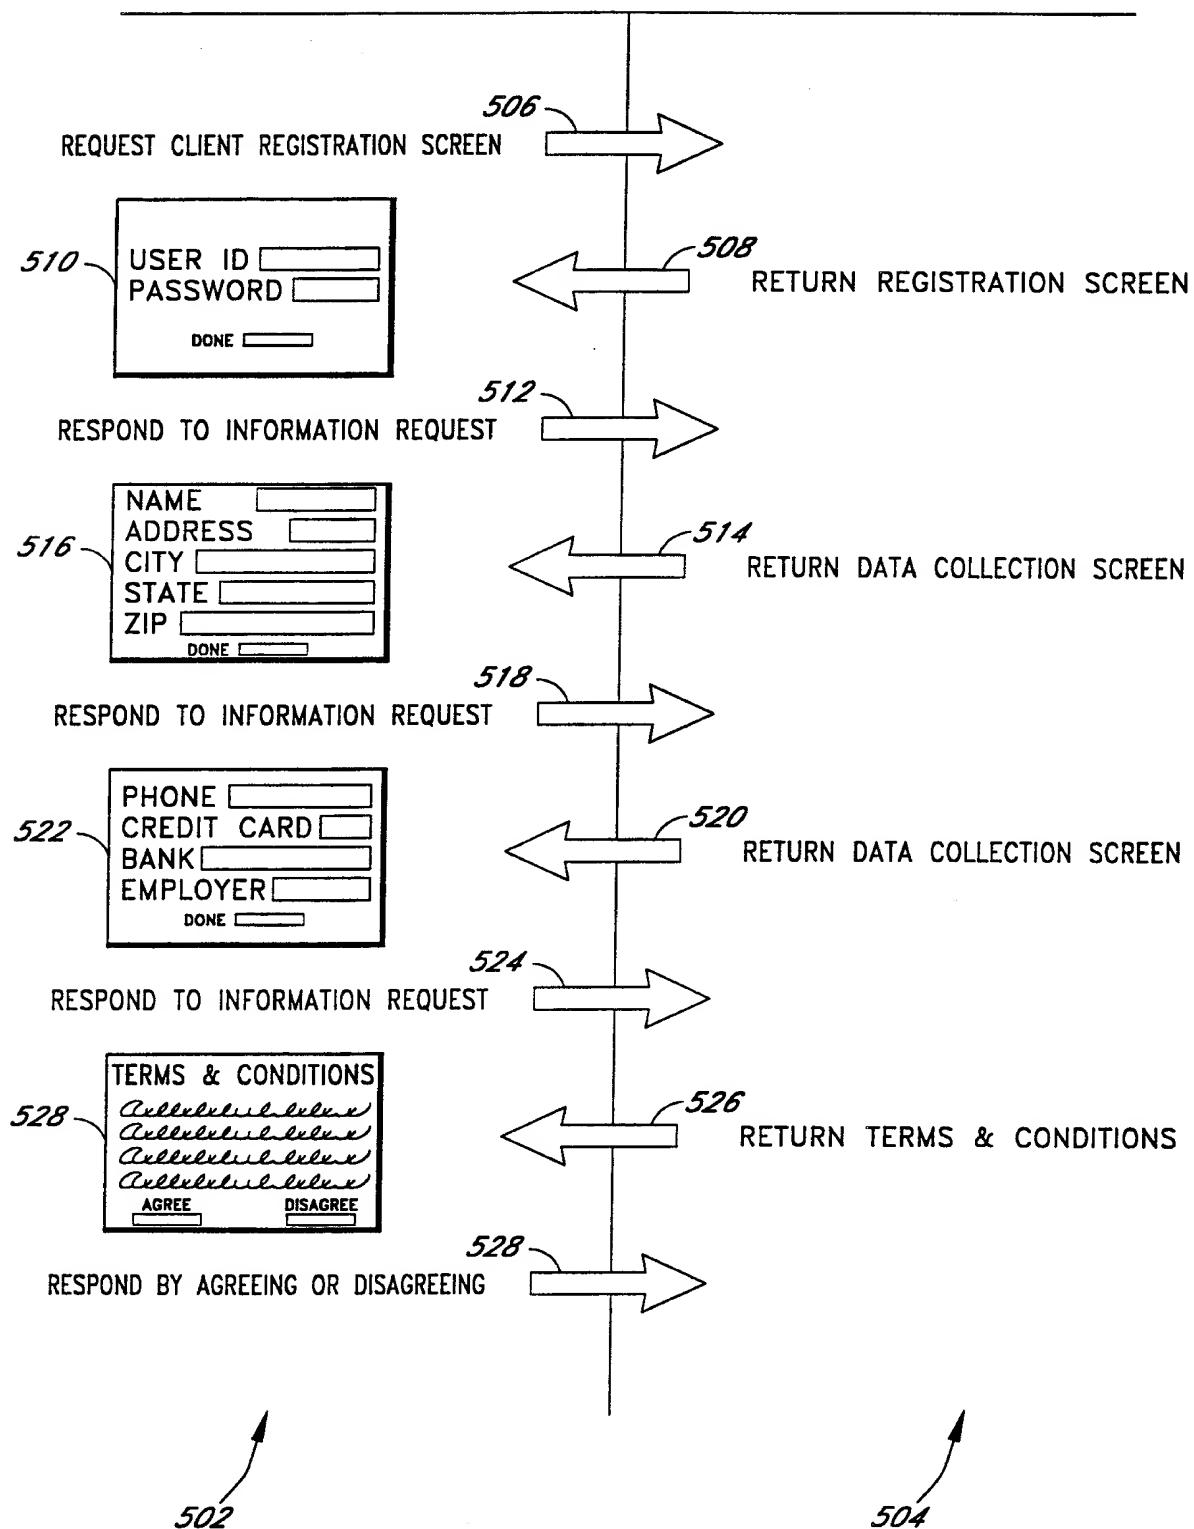 506
REQUEST CLIENT REGISTRATION SCREEN
510
USER ID
PASSWORD
DONE
508
RETURN REGISTRATION SCREEN
512
RESPOND TO INFORMATION REQUEST
516
NAME
ADDRESS
CITY
STATE
ZIP
DONE
514
RETURN DATA COLLECTION SCREEN
518
RESPOND TO INFORMATION REQUEST
522
PHONE
CREDIT CARD
BANK
EMPLOYER
DONE
520
RETURN DATA COLLECTION SCREEN
524
RESPOND TO INFORMATION REQUEST
528
TERMS & CONDITIONS
AGREE DISAGREE
526
RETURN TERMS & CONDITIONS
528
RESPOND BY AGREEING OR DISAGREEING
502
504